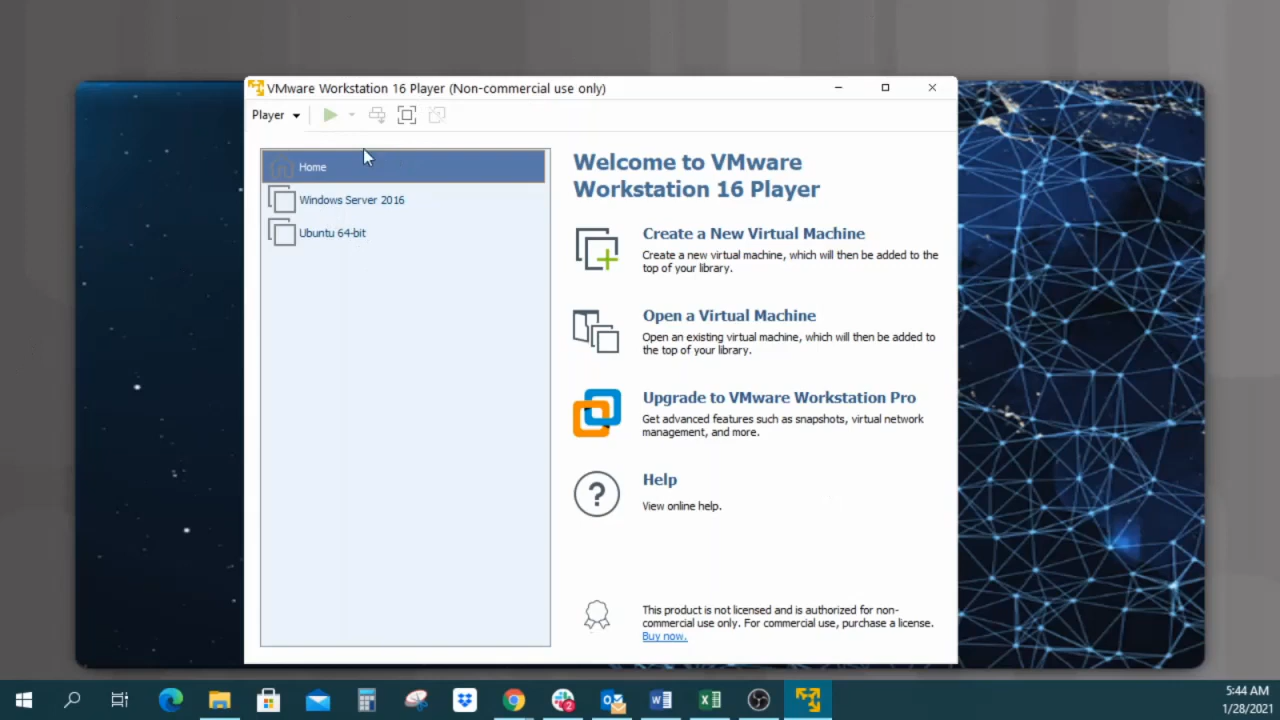 VMware Workstation 16 Player (Non-commercial use only)
Player
Home
Windows Server 2016
Ubuntu 64-bit
Welcome to VMware
Workstation 16 Player
Create a New Virtual Machine
Create a new virtual machine, which will then be added to the
top of your library.
Open a Virtual Machine
Open an existing virtual machine, which will then be added to
the top of your library.
Upgrade to VMware Workstation Pro
Get advanced features such as snapshots, virtual network
management, and more.
?
Help
View online help.
This product is not licensed and is authorized for non-
commercial use only. For commercial use, purchase a license.
Buy now.
2
5:44 AM
1/28/2021